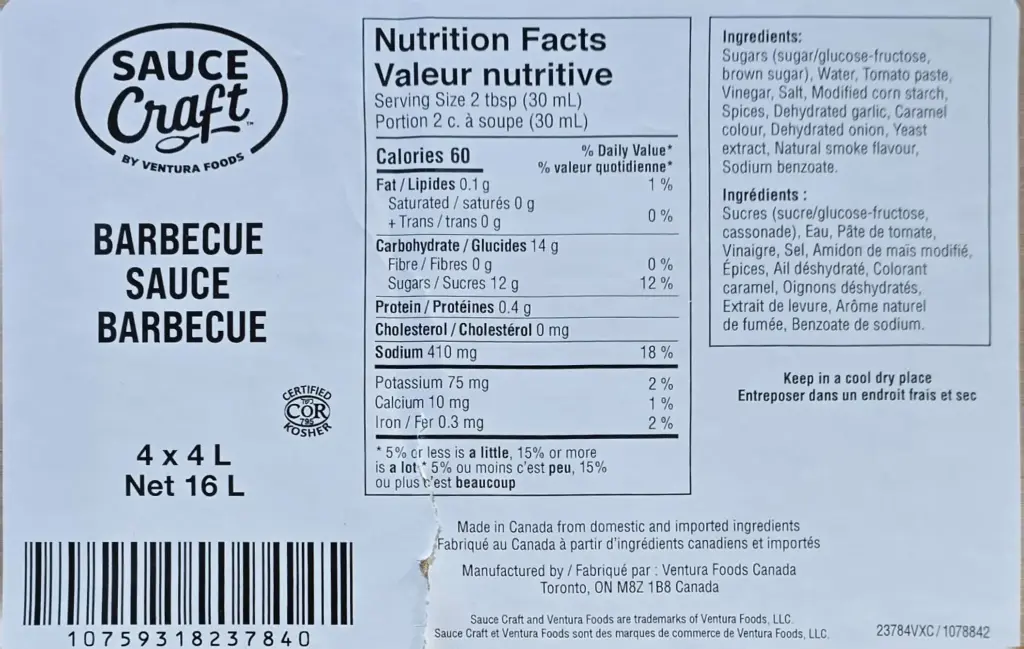 SAUCE
Craft™
BY VENTURA FOODS
BARBECUE
SAUCE
BARBECUE
CERTIFIED
COR
795
KOSHER
4 x 4 L
Net 16 L
10759318237840
Nutrition Facts
Valeur nutritive
Serving Size 2 tbsp (30 mL)
Portion 2 c. à soupe (30 mL)
Calories 60 % Daily Value*
% valeur quotidienne*
Fat / Lipides 0.1 g 1 %
Saturated / saturés 0 g
+ Trans / trans 0 g 0 %
Carbohydrate / Glucides 14 g
Fibre / Fibres 0 g 0 %
Sugars / Sucres 12 g 12 %
Protein / Protéines 0.4 g
Cholesterol / Cholestérol 0 mg
Sodium 410 mg 18 %
Potassium 75 mg 2 %
Calcium 10 mg 1 %
Iron / Fer 0.3 mg 2 %
* 5% or less is a little, 15% or more
is a lot * 5% ou moins c'est peu, 15%
ou plus c'est beaucoup
Ingredients:
Sugars (sugar/glucose-fructose,
brown sugar), Water, Tomato paste,
Vinegar, Salt, Modified corn starch,
Spices, Dehydrated garlic, Caramel
colour, Dehydrated onion, Yeast
extract, Natural smoke flavour,
Sodium benzoate.
Ingrédients :
Sucres (sucre/glucose-fructose,
cassonade), Eau, Pâte de tomate,
Vinaigre, Sel, Amidon de maïs modifié,
Épices, Ail déshydraté, Colorant
caramel, Oignons déshydratés,
Extrait de levure, Arôme naturel
de fumée, Benzoate de sodium.
Keep in a cool dry place
Entreposer dans un endroit frais et sec
Made in Canada from domestic and imported ingredients
Fabriqué au Canada à partir d'ingrédients canadiens et importés
Manufactured by / Fabriqué par : Ventura Foods Canada
Toronto, ON M8Z 1B8 Canada
Sauce Craft and Ventura Foods are trademarks of Ventura Foods, LLC.
Sauce Craft et Ventura Foods sont des marques de commerce de Ventura Foods, LLC.
23784VXC / 1078842